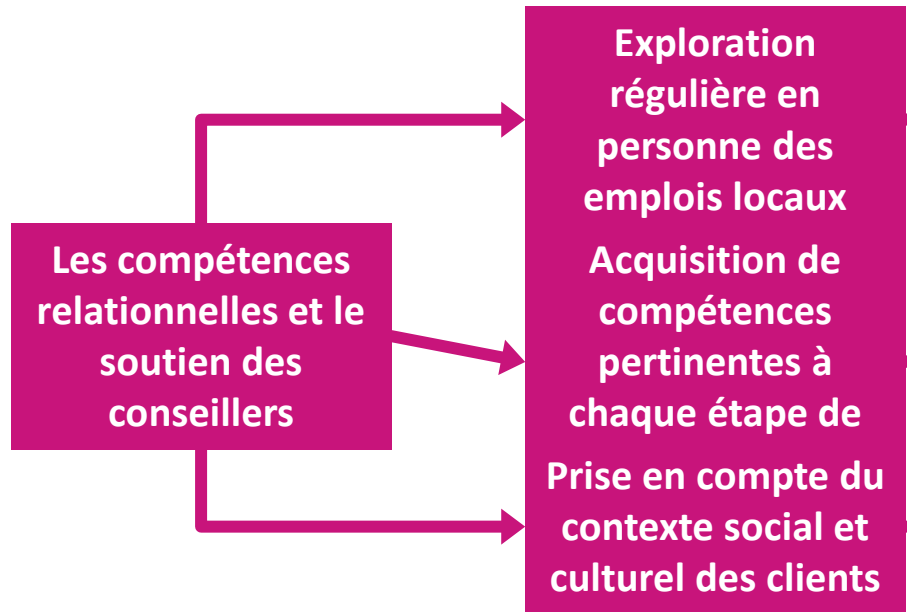 Les compétences
relationnelles et le
soutien des
conseillers
Exploration
régulière en
personne des
emplois locaux
Acquisition de
compétences
pertinentes à
chaque étape de
Prise en compte du
contexte social et
culturel des clients